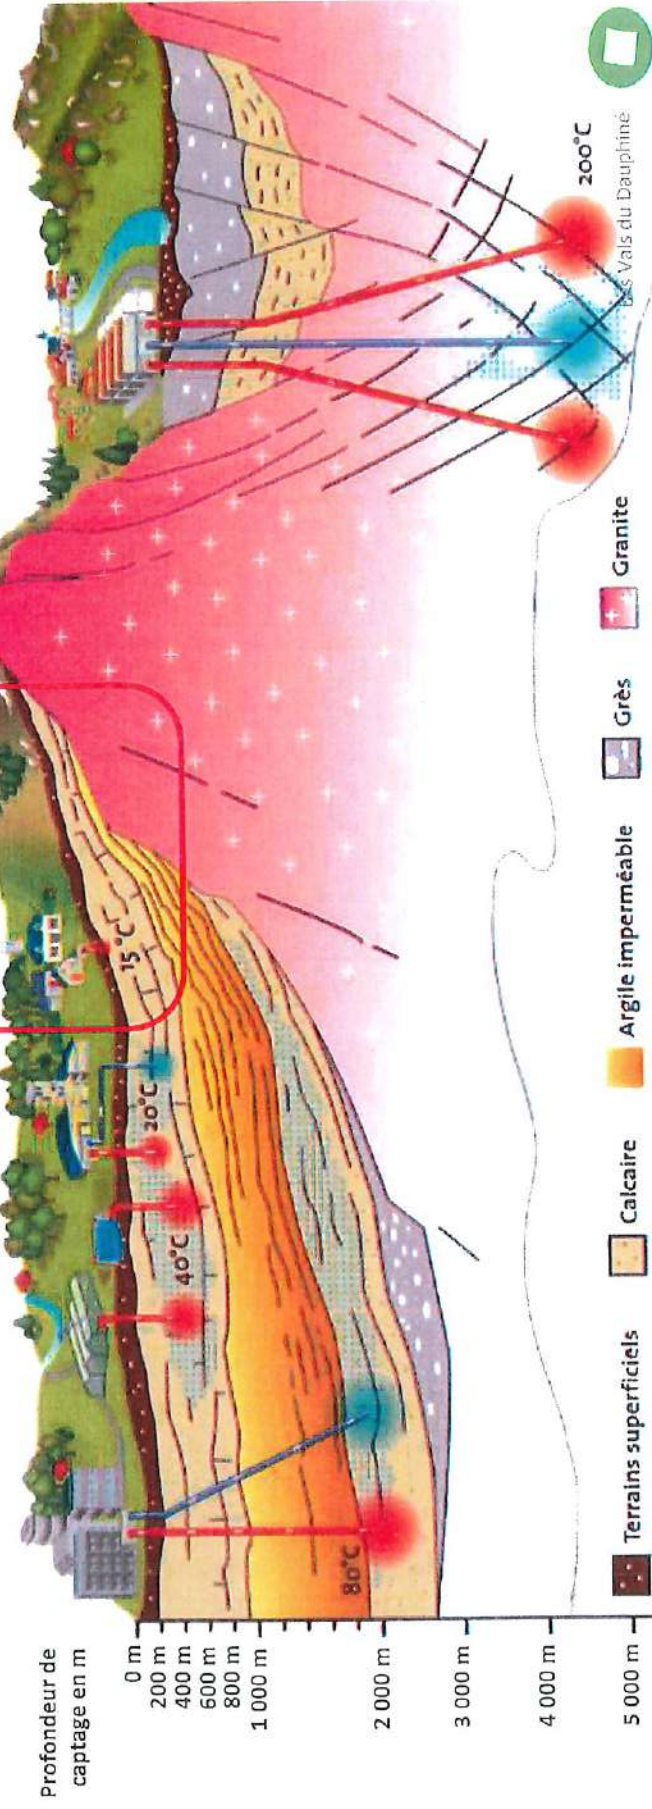 Profondeur de
captage en m
0 m
200 m
400 m
600 m
800 m
1 000 m
2 000 m
3 000 m
4 000 m
5 000 m
80°C
40°C
20°C
15°C
200°C
Terrains superficiels
Calcaire
Argile imperméable
Grès
Granite
Les Vals du Dauphiné